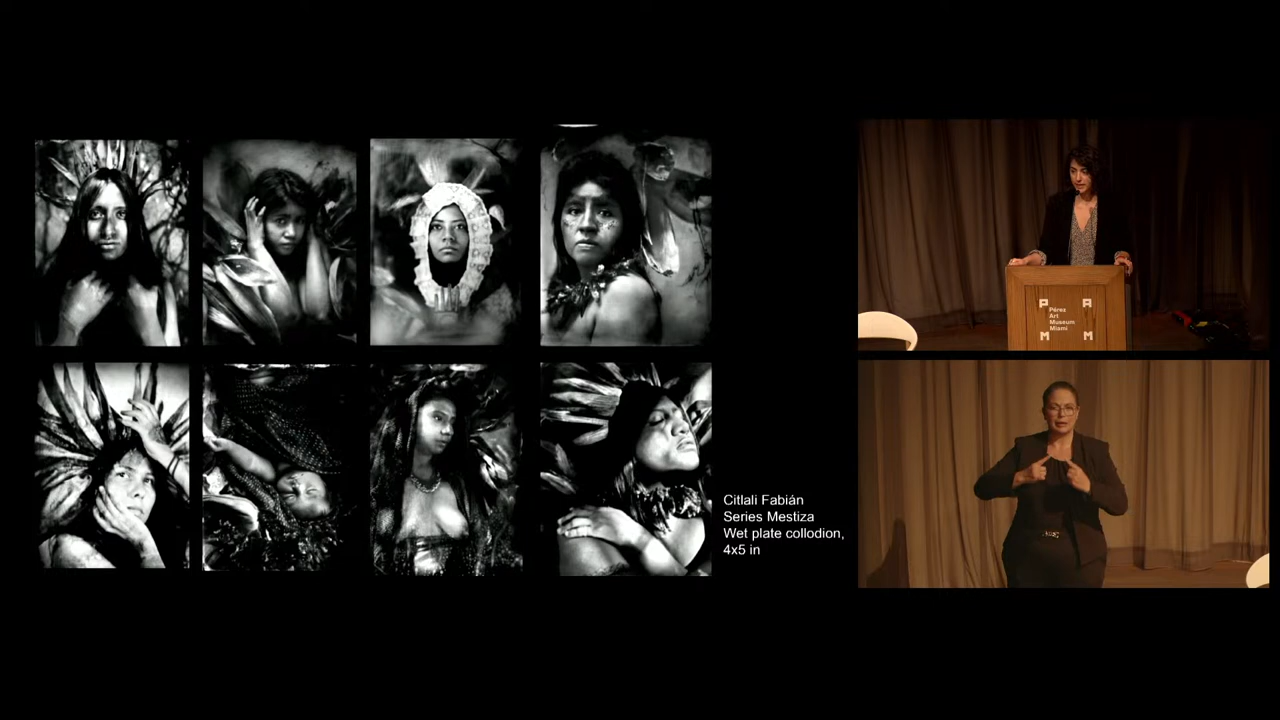 Citlali Fabián
Series Mestiza
Wet plate collodion,
4x5 in
P A
Pérez
Art
Museum
Miami
M M